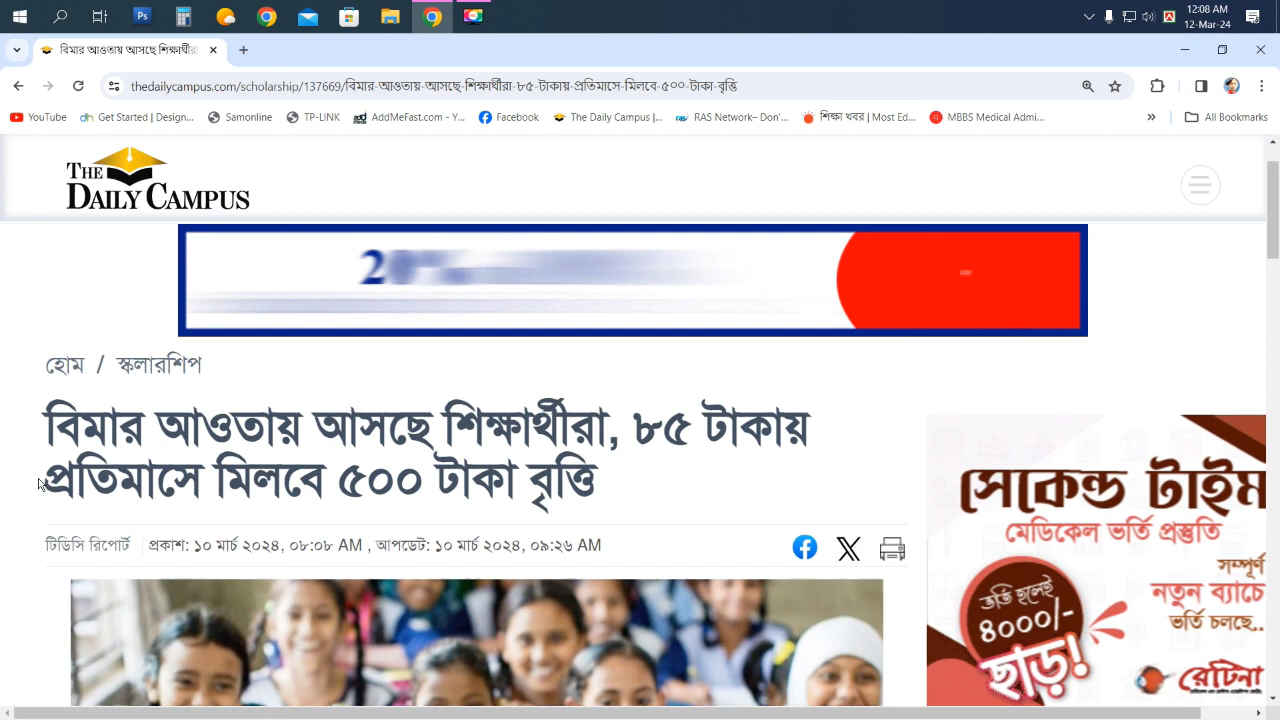 12:08 AM
12-Mar-24
বিমার আওতায় আসছে শিক্ষার্থীরা
thedailycampus.com/scholarship/137669/বিমার-আওতায়-আসছে-শিক্ষার্থীরা-৮৫-টাকায়-প্রতিমাসে-মিলবে-৫০০-টাকা-বৃত্তি
YouTube Get Started | Design... Samonline TP-LINK AddMeFast.com - Y... Facebook The Daily Campus |... RAS Network– Don'... শিক্ষা খবর | Most Ed... MBBS Medical Admi... » All Bookmarks
THE
DAILY CAMPUS
হোম / স্কলারশিপ
বিমার আওতায় আসছে শিক্ষার্থীরা, ৮৫ টাকায়
প্রতিমাসে মিলবে ৫০০ টাকা বৃত্তি
টিডিসি রিপোর্ট প্রকাশ: ১০ মার্চ ২০২৪, ০৮:০৮ AM , আপডেট: ১০ মার্চ ২০২৪, ০৯:২৬ AM
সেকেন্ড টাইম
মেডিকেল ভর্তি প্রস্তুতি
সম্পূর্ণ
নতুন ব্যাচে
ভর্তি চলছে..
ভর্তি হলেই
৪০০০/-
ছাড়!
রেটিনা